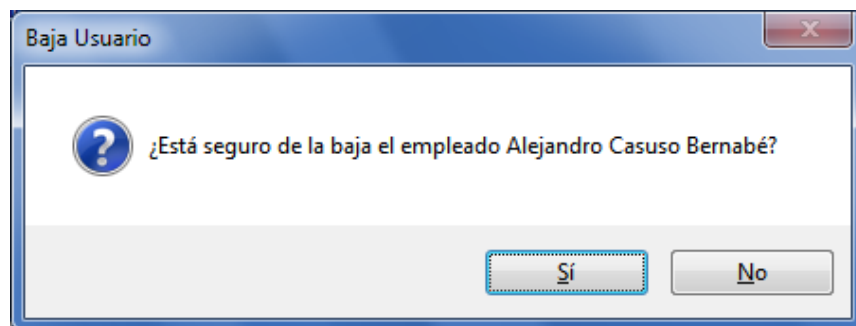 Baja Usuario
¿Está seguro de la baja el empleado Alejandro Casuso Bernabé?
Sí
No